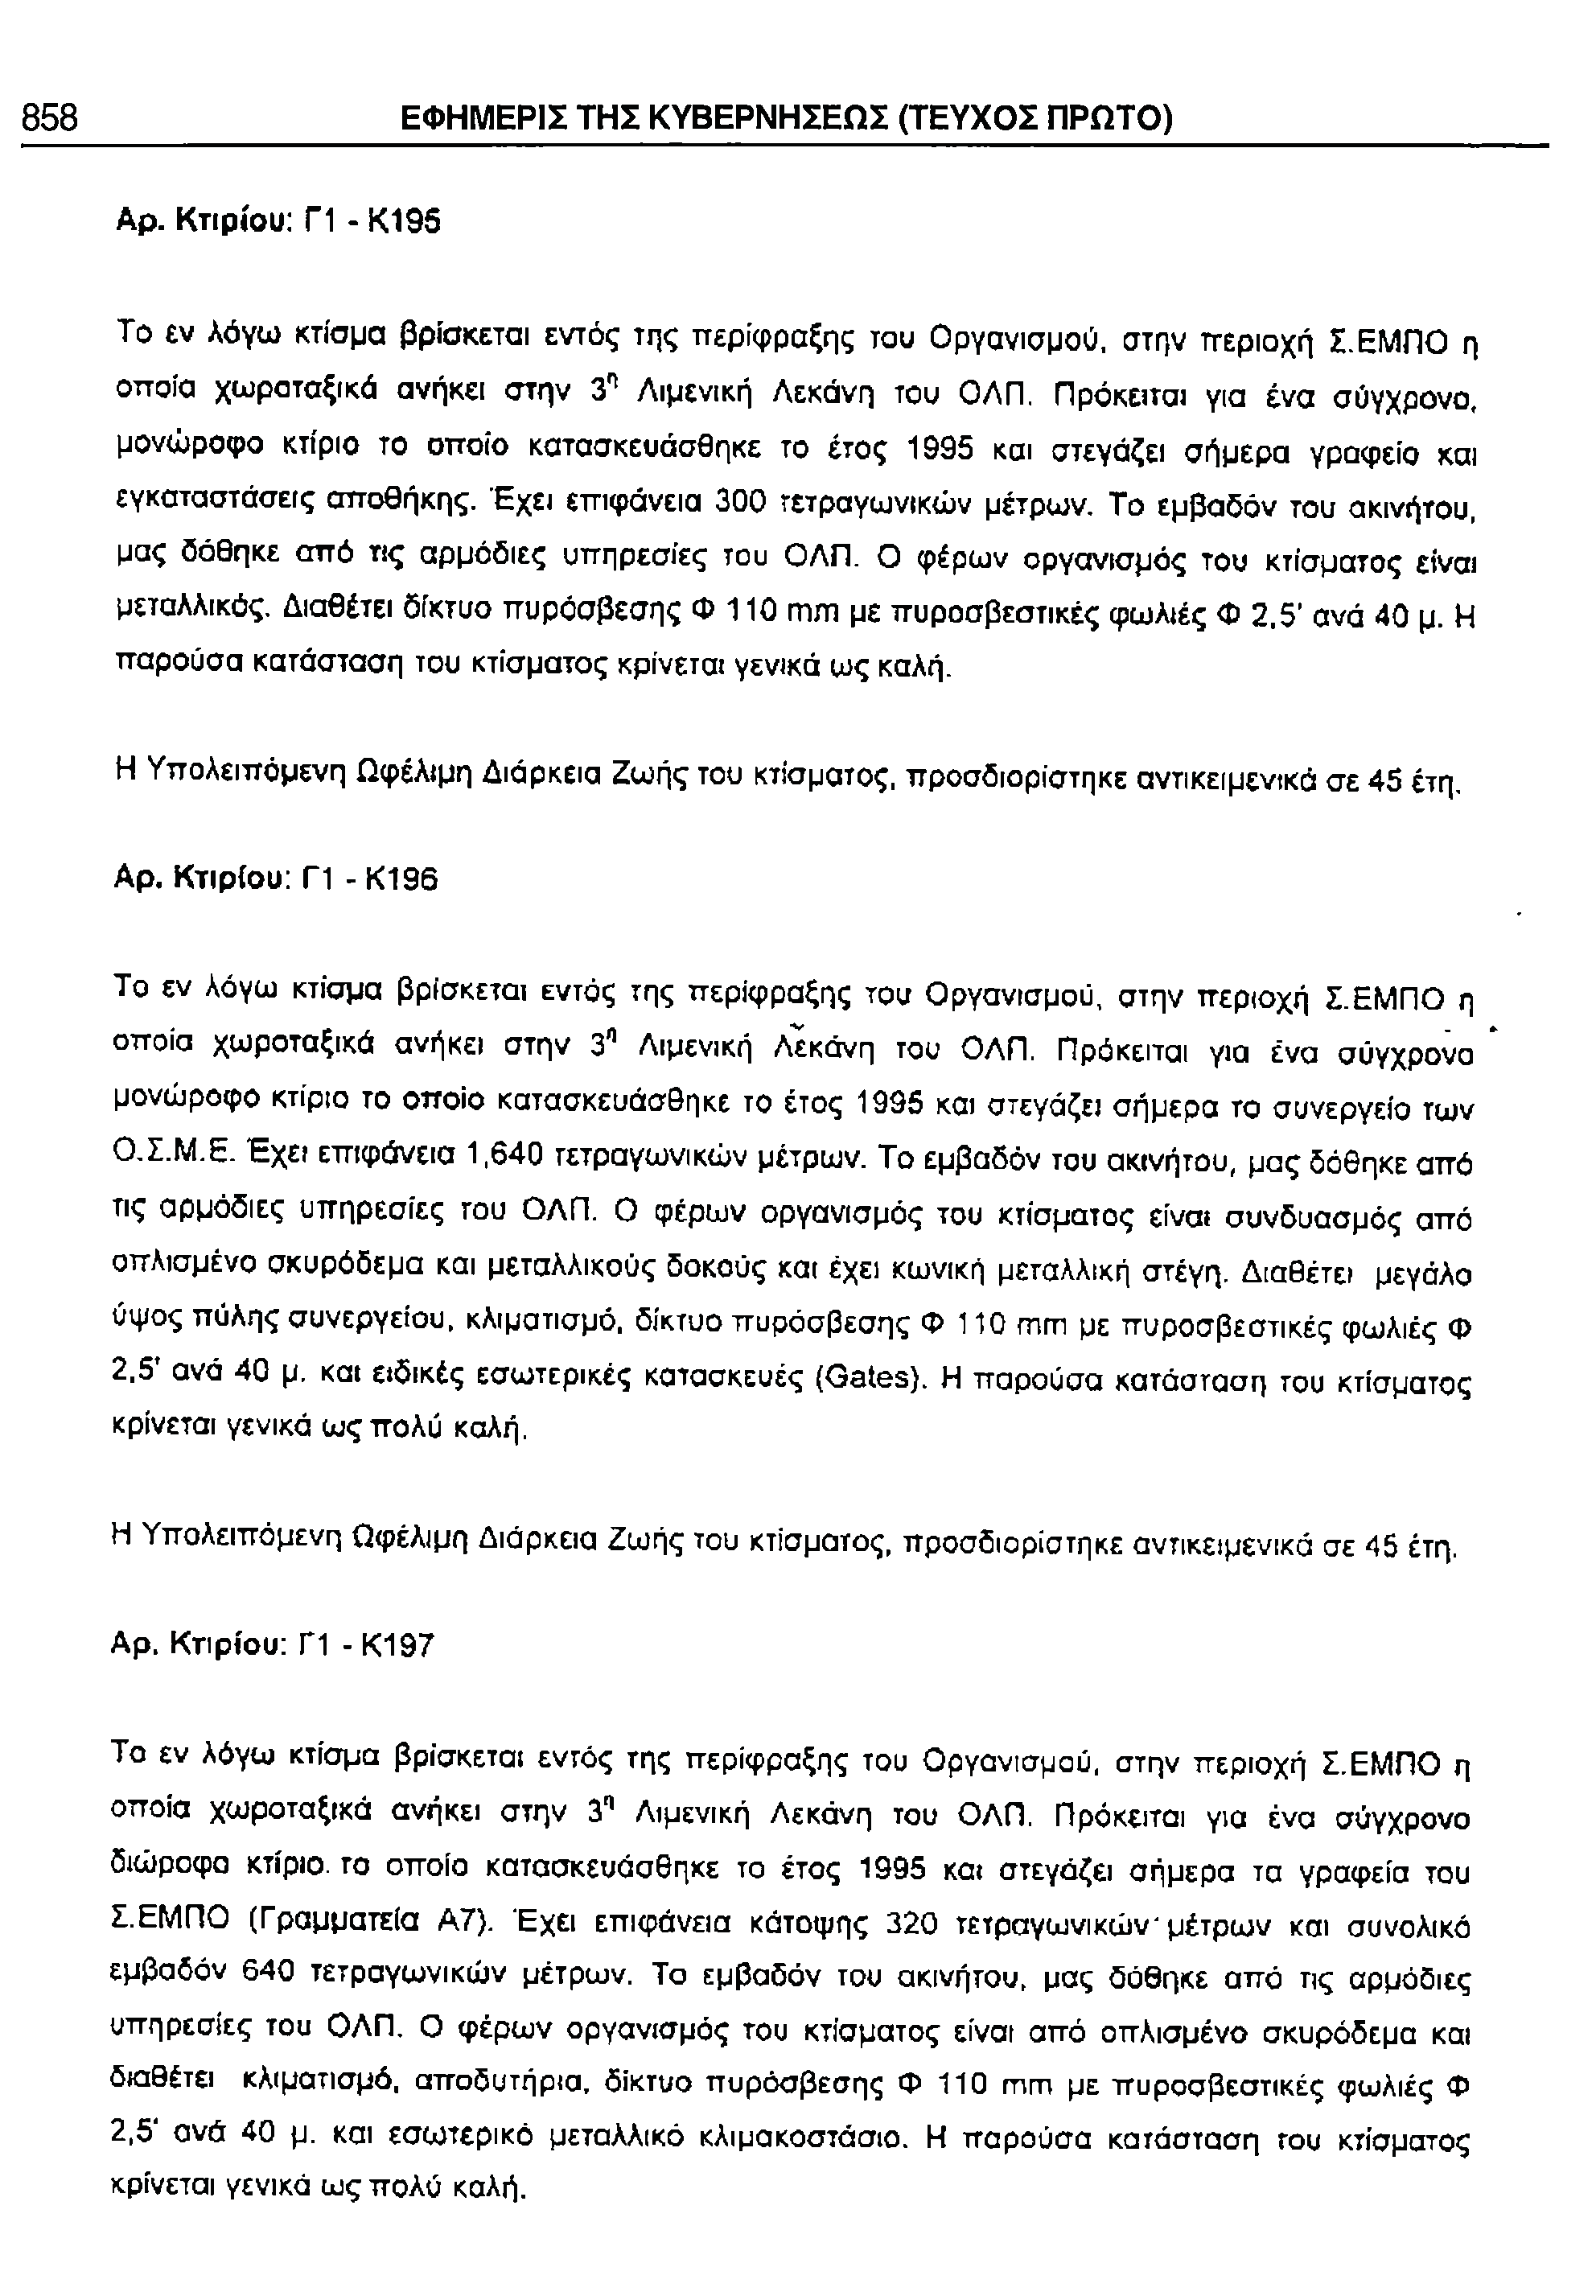 858
ΕΦΗΜΕΡΙΣ ΤΗΣ ΚΥΒΕΡΝΗΣΕΩΣ (ΤΕΥΧΟΣ ΠΡΩΤΟ)
Αρ. Κτιρίου: Γ1 - Κ195
Το εν λόγω κτίσμα βρίσκεται εντός της περίφραξης του Οργανισμού, στην περιοχή Σ.ΕΜΠΟ η
οποία χωροταξικά ανήκει στην 3η Λιμενική Λεκάνη του ΟΛΠ. Πρόκειται για ένα σύγχρονο,
μονώροφο κτίριο το οποίο κατασκευάσθηκε το έτος 1995 και στεγάζει σήμερα γραφείο και
εγκαταστάσεις αποθήκης. Έχει επιφάνεια 300 τετραγωνικών μέτρων. Το εμβαδόν του ακινήτου,
μας δόθηκε από τις αρμόδιες υπηρεσίες του ΟΛΠ. Ο φέρων οργανισμός του κτίσματος είναι
μεταλλικός. Διαθέτει δίκτυο πυρόσβεσης Φ 110 mm με πυροσβεστικές φωλιές Φ 2,5' ανά 40 μ. Η
παρούσα κατάσταση του κτίσματος κρίνεται γενικά ως καλή.
Η Υπολειπόμενη Ωφέλιμη Διάρκεια Ζωής του κτίσματος, προσδιορίστηκε αντικειμενικά σε 45 έτη.
Αρ. Κτιρίου: Γ1 - Κ196
Το εν λόγω κτίσμα βρίσκεται εντός της περίφραξης του Οργανισμού, στην περιοχή Σ.ΕΜΠΟ η
οποία χωροταξικά ανήκει στην 3η Λιμενική Λεκάνη του ΟΛΠ. Πρόκειται για ένα σύγχρονο
μονώροφο κτίριο το οποίο κατασκευάσθηκε το έτος 1995 και στεγάζει σήμερα το συνεργείο των
Ο.Σ.Μ.Ε. Έχει επιφάνεια 1,640 τετραγωνικών μέτρων. Το εμβαδόν του ακινήτου, μας δόθηκε από
τις αρμόδιες υπηρεσίες του ΟΛΠ. Ο φέρων οργανισμός του κτίσματος είναι συνδυασμός από
οπλισμένο σκυρόδεμα και μεταλλικούς δοκούς και έχει κωνική μεταλλική στέγη. Διαθέτει μεγάλο
ύψος πύλης συνεργείου, κλιματισμό, δίκτυο πυρόσβεσης Φ 110 mm με πυροσβεστικές φωλιές Φ
2,5' ανά 40 μ. και ειδικές εσωτερικές κατασκευές (Gates). Η παρούσα κατάσταση του κτίσματος
κρίνεται γενικά ως πολύ καλή.
Η Υπολειπόμενη Ωφέλιμη Διάρκεια Ζωής του κτίσματος, προσδιορίστηκε αντικειμενικά σε 45 έτη.
Αρ. Κτιρίου: Γ1 - Κ197
Το εν λόγω κτίσμα βρίσκεται εντός της περίφραξης του Οργανισμού, στην περιοχή Σ.ΕΜΠΟ η
οποία χωροταξικά ανήκει στην 3η Λιμενική Λεκάνη του ΟΛΠ. Πρόκειται για ένα σύγχρονο
διώροφο κτίριο. το οποίο κατασκευάσθηκε το έτος 1995 και στεγάζει σήμερα τα γραφεία του
Σ.ΕΜΠΟ (Γραμματεία Α7). Έχει επιφάνεια κάτοψης 320 τετραγωνικών μέτρων και συνολικό
εμβαδόν 640 τετραγωνικών μέτρων. Το εμβαδόν του ακινήτου, μας δόθηκε από τις αρμόδιες
υπηρεσίες του ΟΛΠ. Ο φέρων οργανισμός του κτίσματος είναι από οπλισμένο σκυρόδεμα και
διαθέτει κλιματισμό, αποδυτήρια, δίκτυο πυρόσβεσης Φ 110 mm με πυροσβεστικές φωλιές Φ
2,5' ανά 40 μ. και εσωτερικό μεταλλικό κλιμακοστάσιο. Η παρούσα κατάσταση του κτίσματος
κρίνεται γενικά ως πολύ καλή.